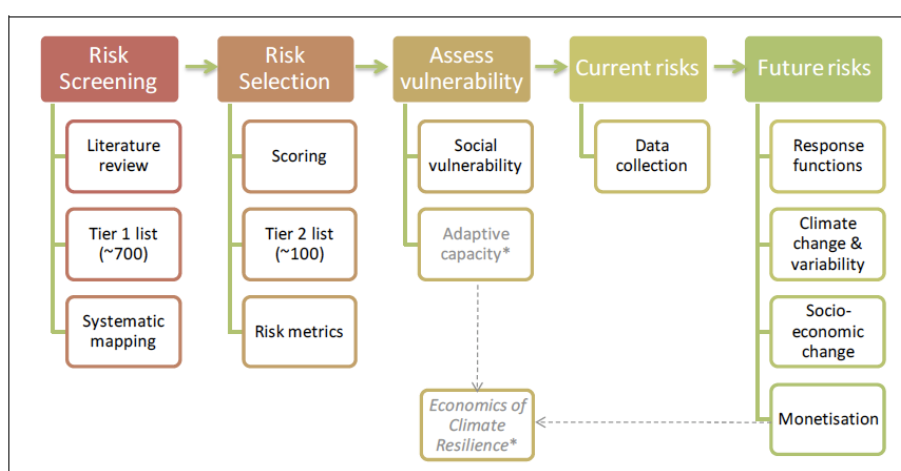 Risk
Screening
Risk
Selection
Assess
vulnerability
Current risks
Future risks
Literature
review
Scoring
Social
vulnerability
Data
collection
Response
functions
Tier 1 list
(~700)
Tier 2 list
(~100)
Adaptive
capacity*
Climate
change &
variability
Systematic
mapping
Risk metrics
Socio-
economic
change
Economics of
Climate
Resilience*
Monetisation